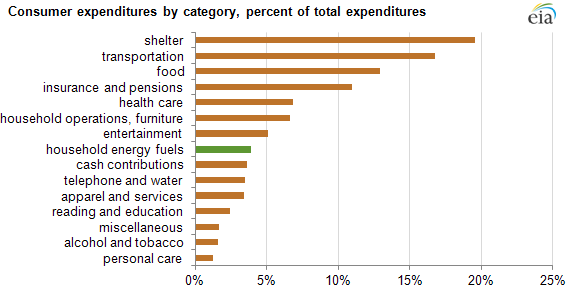 Consumer expenditures by category, percent of total expenditures
eia
shelter
transportation
food
insurance and pensions
health care
household operations, furniture
entertainment
household energy fuels
cash contributions
telephone and water
apparel and services
reading and education
miscellaneous
alcohol and tobacco
personal care
0% 5% 10% 15% 20% 25%